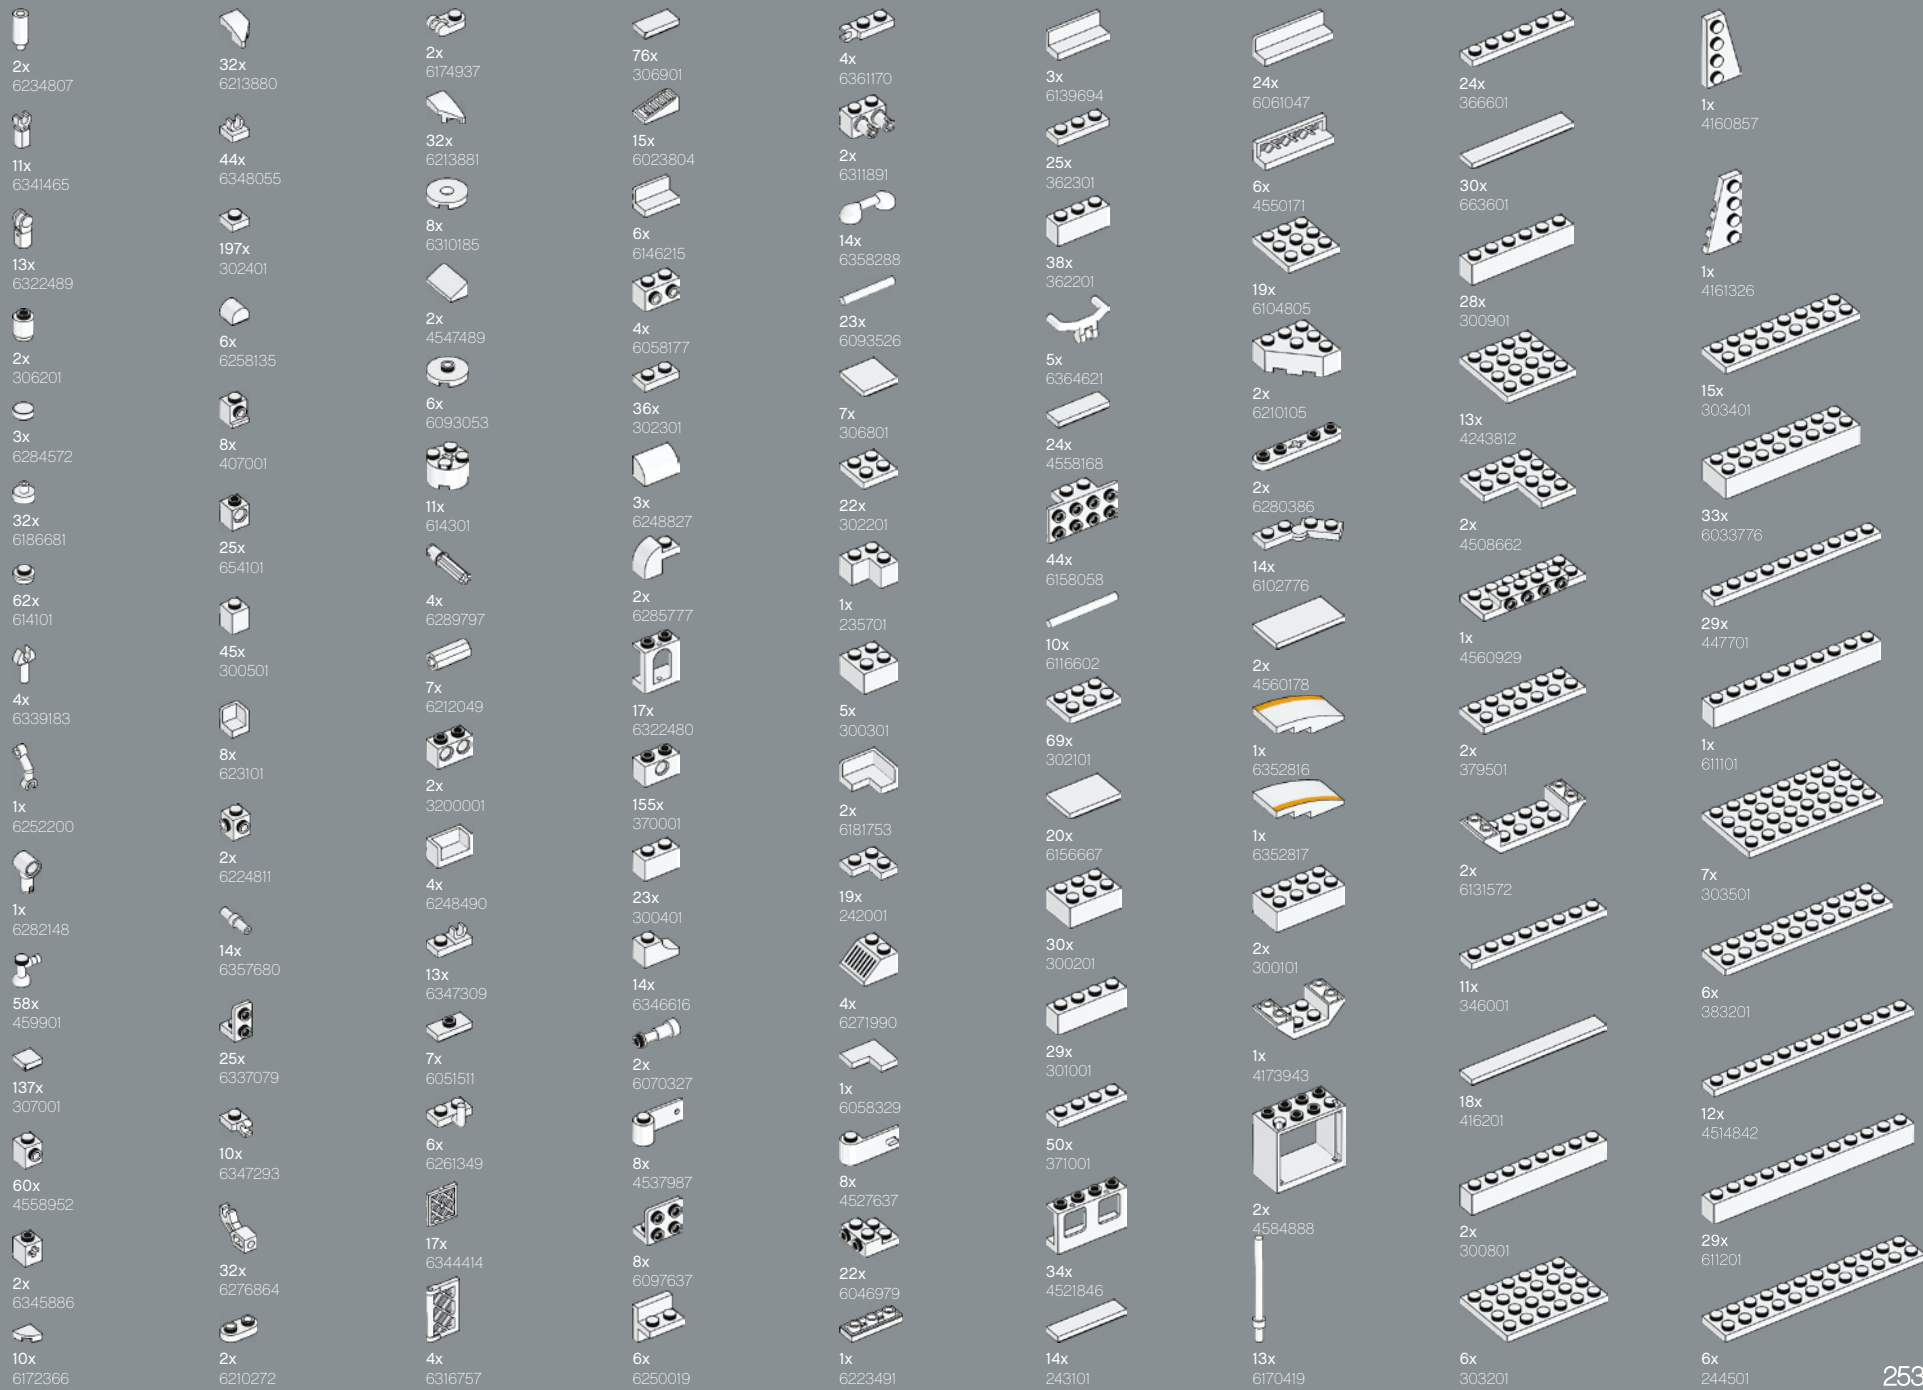 2x
6234807
11x
6341465
13x
6322489
2x
306201
3x
6284572
32x
6186681
62x
614101
4x
6339183
1x
6252200
1x
6282148
58x
459901
137x
307001
60x
4558952
2x
6345886
10x
6172366
32x
6213880
44x
6348055
197x
302401
6x
6258135
8x
407001
25x
654101
45x
300501
8x
623101
2x
6224811
14x
6357680
25x
6337079
10x
6347293
32x
6276864
2x
6210272
2x
6174937
32x
6213881
8x
6310185
2x
4547489
6x
6093053
11x
614301
4x
6289797
7x
6212049
2x
3200001
4x
6248490
13x
6347309
7x
6051511
6x
6261349
17x
6344414
4x
6316757
76x
306901
15x
6023804
6x
6146215
4x
6058177
36x
302301
3x
6248827
2x
6285777
17x
6322480
155x
370001
23x
300401
14x
6346616
2x
6070327
8x
4537987
8x
6097637
6x
6250019
4x
6361170
2x
6311891
14x
6358288
23x
6093526
7x
306801
22x
302201
1x
235701
5x
300301
2x
6181753
19x
242001
4x
6271990
1x
6058329
8x
4527637
22x
6046979
1x
6223491
3x
6139694
25x
362301
38x
362201
5x
6364621
24x
4558168
44x
6158058
10x
6116602
69x
302101
20x
6156667
30x
300201
29x
301001
50x
371001
34x
4521846
14x
243101
24x
6061047
6x
4550171
19x
6104805
2x
6210105
2x
6280386
14x
6102776
2x
4560178
1x
6352816
1x
6352817
2x
300101
1x
4173943
2x
4584888
13x
6170419
24x
366601
30x
663601
28x
300901
13x
4243812
2x
4508662
1x
4560929
2x
379501
2x
6131572
11x
346001
18x
416201
2x
300801
6x
303201
1x
4160857
1x
4161326
15x
303401
33x
6033776
29x
447701
1x
611101
7x
303501
6x
383201
12x
4514842
29x
611201
6x
244501
253